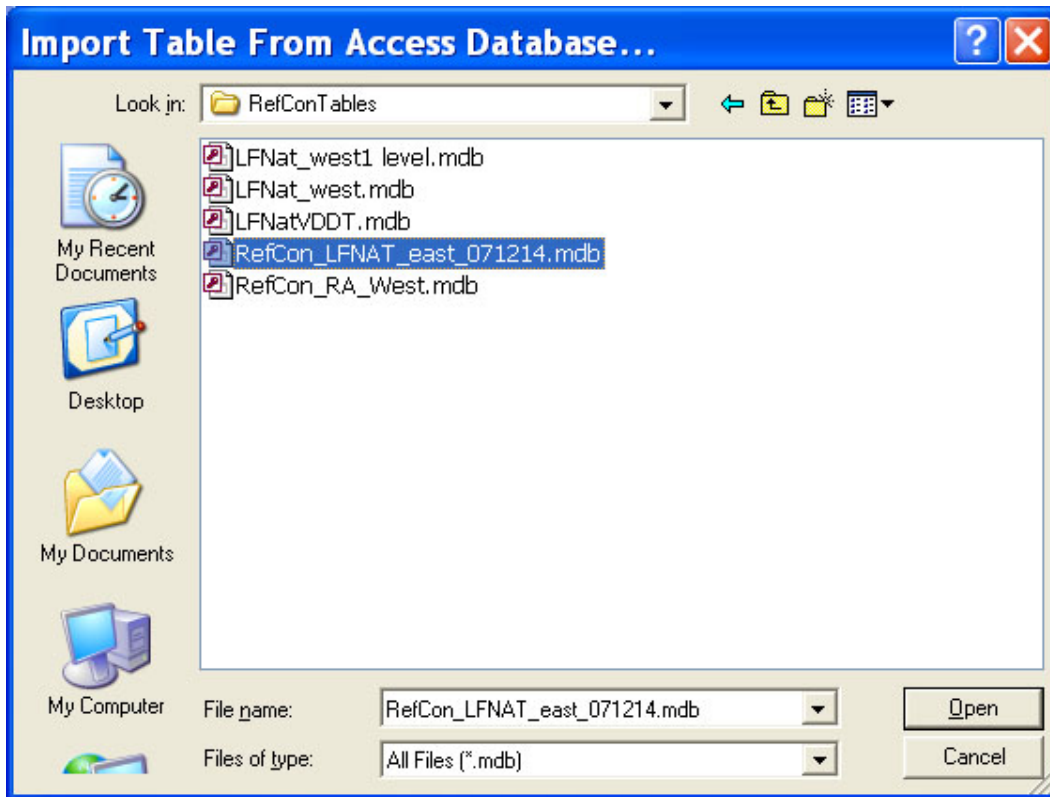 Import Table From Access Database...
Look in: RefConTables
LFNat_west1 level.mdb
LFNat_west.mdb
LFNatVDDT.mdb
RefCon_LFNAT_east_071214.mdb
RefCon_RA_West.mdb
My Recent
Documents
Desktop
My Documents
My Computer
File name: RefCon_LFNAT_east_071214.mdb Open
Files of type: All Files (*.mdb) Cancel